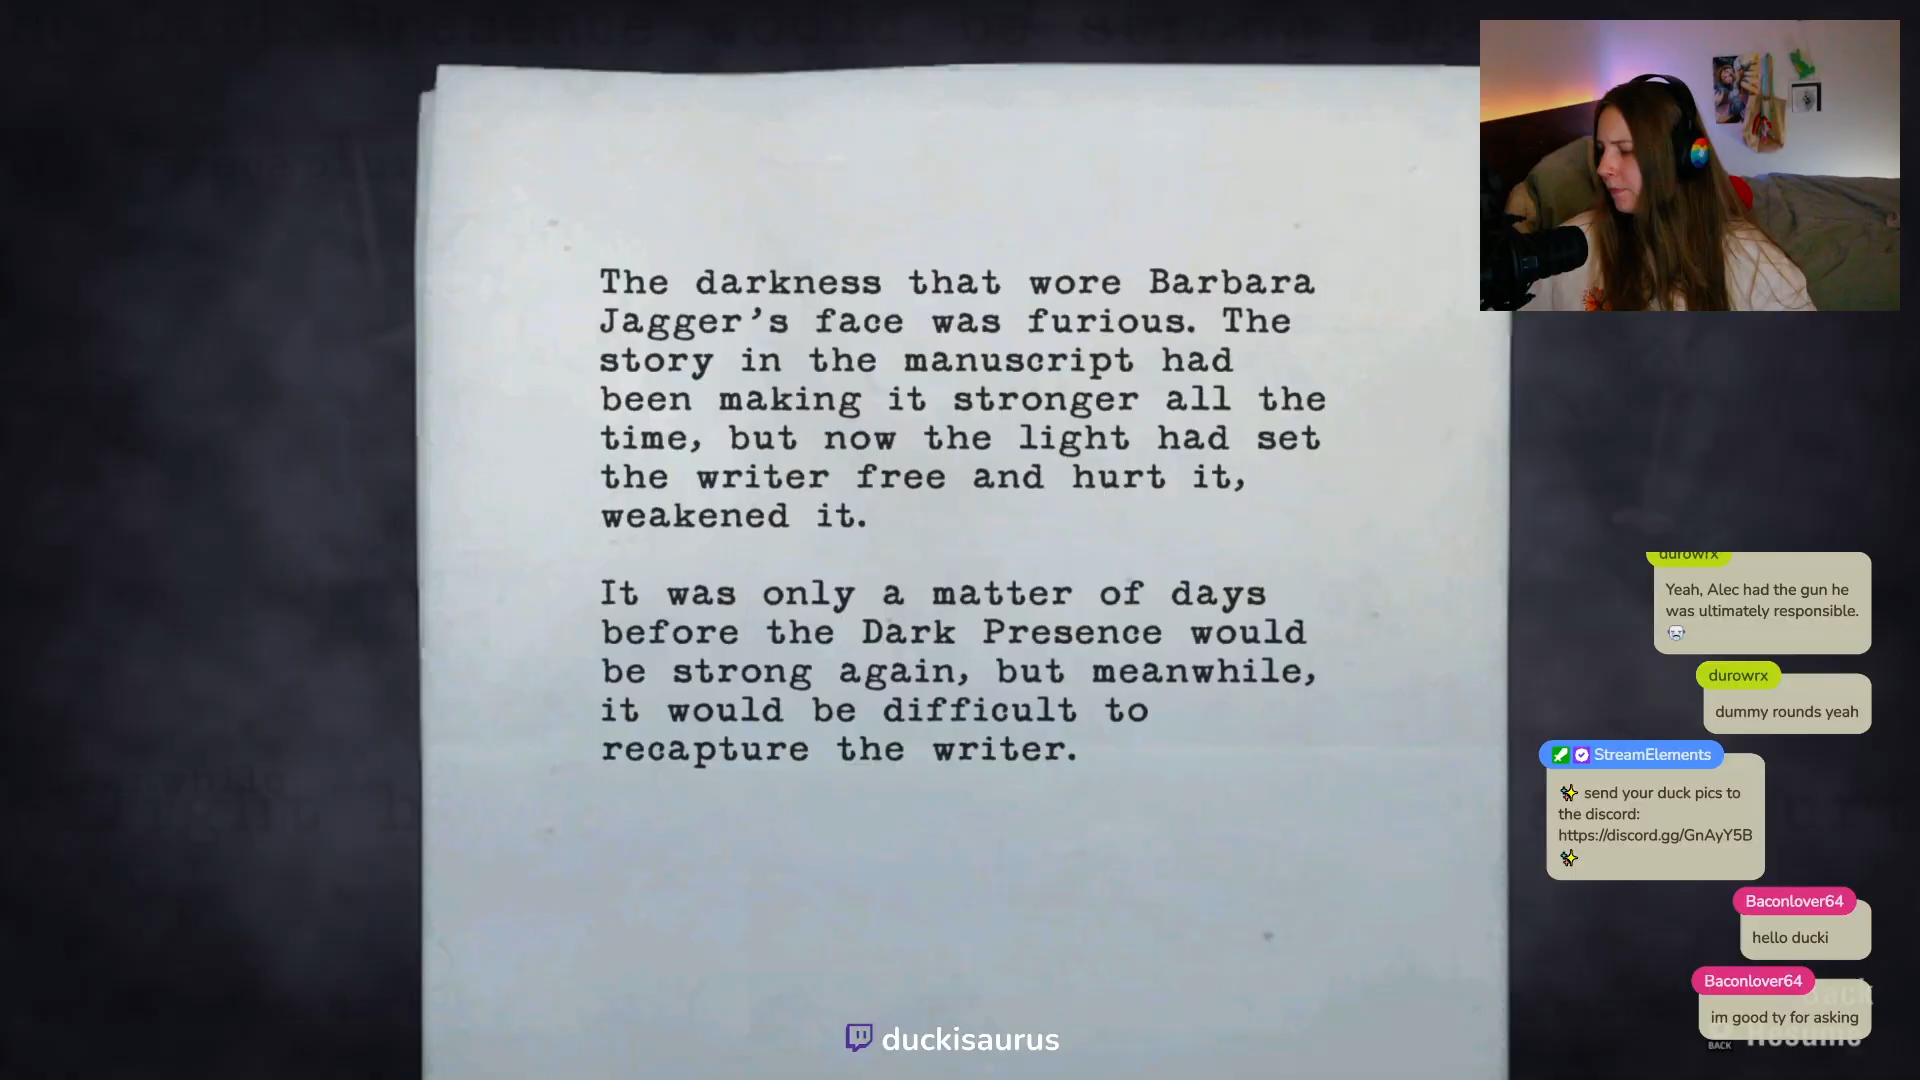 The darkness that wore Barbara
Jagger's face was furious. The
story in the manuscript had
been making it stronger all the
time, but now the light had set
the writer free and hurt it,
weakened it.
It was only a matter of days
before the Dark Presence would
be strong again, but meanwhile,
it would be difficult to
recapture the writer.
durowrx
Yeah, Alec had the gun he
was ultimately responsible.
durowrx
dummy rounds yeah
StreamElements
send your duck pics to
the discord:
https://discord.gg/GnAyY5B
Baconlover64
hello ducki
Baconlover64
im good ty for asking
Back
BACK
Resume
duckisaurus